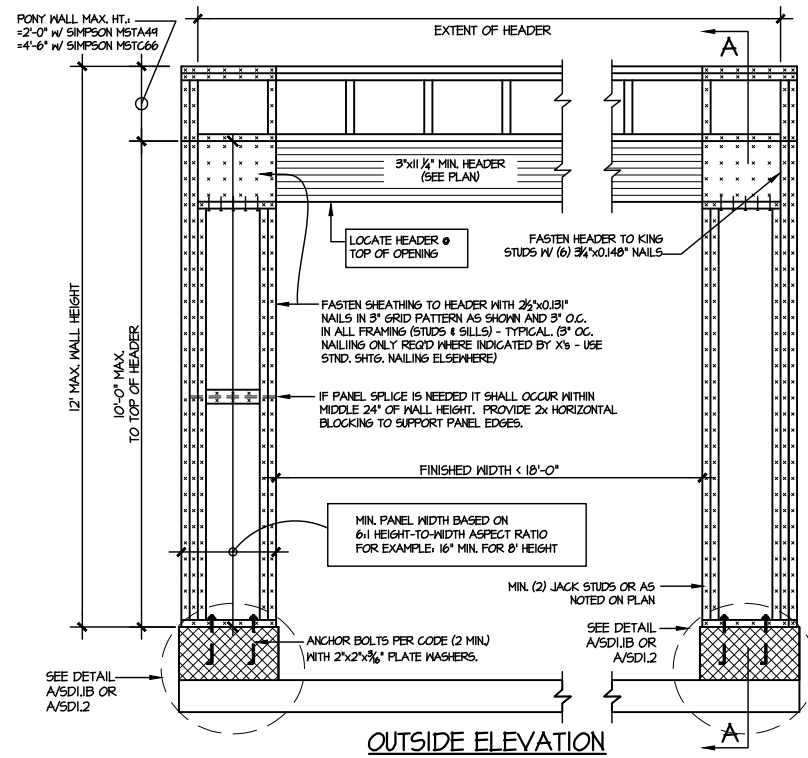 PONY WALL MAX. HT.:
=2'-0" W/ SIMPSON MSTA49
=4'-6" W/ SIMPSON MSTC66
EXTENT OF HEADER
A
3"x11 1/4" MIN. HEADER
(SEE PLAN)
LOCATE HEADER @
TOP OF OPENING
FASTEN HEADER TO KING
STUDS W/ (6) 3 1/4"x0.148" NAILS
FASTEN SHEATHING TO HEADER WITH 2 1/2"x0.131"
NAILS IN 3" GRID PATTERN AS SHOWN AND 3" O.C.
IN ALL FRAMING (STUDS & SILLS) - TYPICAL. (3" OC.
NAILIING ONLY REQ'D WHERE INDICATED BY X's - USE
STND. SHTG. NAILING ELSEWHERE)
12' MAX. WALL HEIGHT
10'-0" MAX.
TO TOP OF HEADER
IF PANEL SPLICE IS NEEDED IT SHALL OCCUR WITHIN
MIDDLE 24" OF WALL HEIGHT. PROVIDE 2x HORIZONTAL
BLOCKING TO SUPPORT PANEL EDGES.
FINISHED WIDTH < 18'-0"
MIN. PANEL WIDTH BASED ON
6:1 HEIGHT-TO-WIDTH ASPECT RATIO
FOR EXAMPLE: 16" MIN. FOR 8' HEIGHT
MIN. (2) JACK STUDS OR AS
NOTED ON PLAN
ANCHOR BOLTS PER CODE (2 MIN.)
WITH 2"x2"x3/16" PLATE WASHERS.
SEE DETAIL
A/SD1.1B OR
A/SD1.2
SEE DETAIL
A/SD1.1B OR
A/SD1.2
A
OUTSIDE ELEVATION